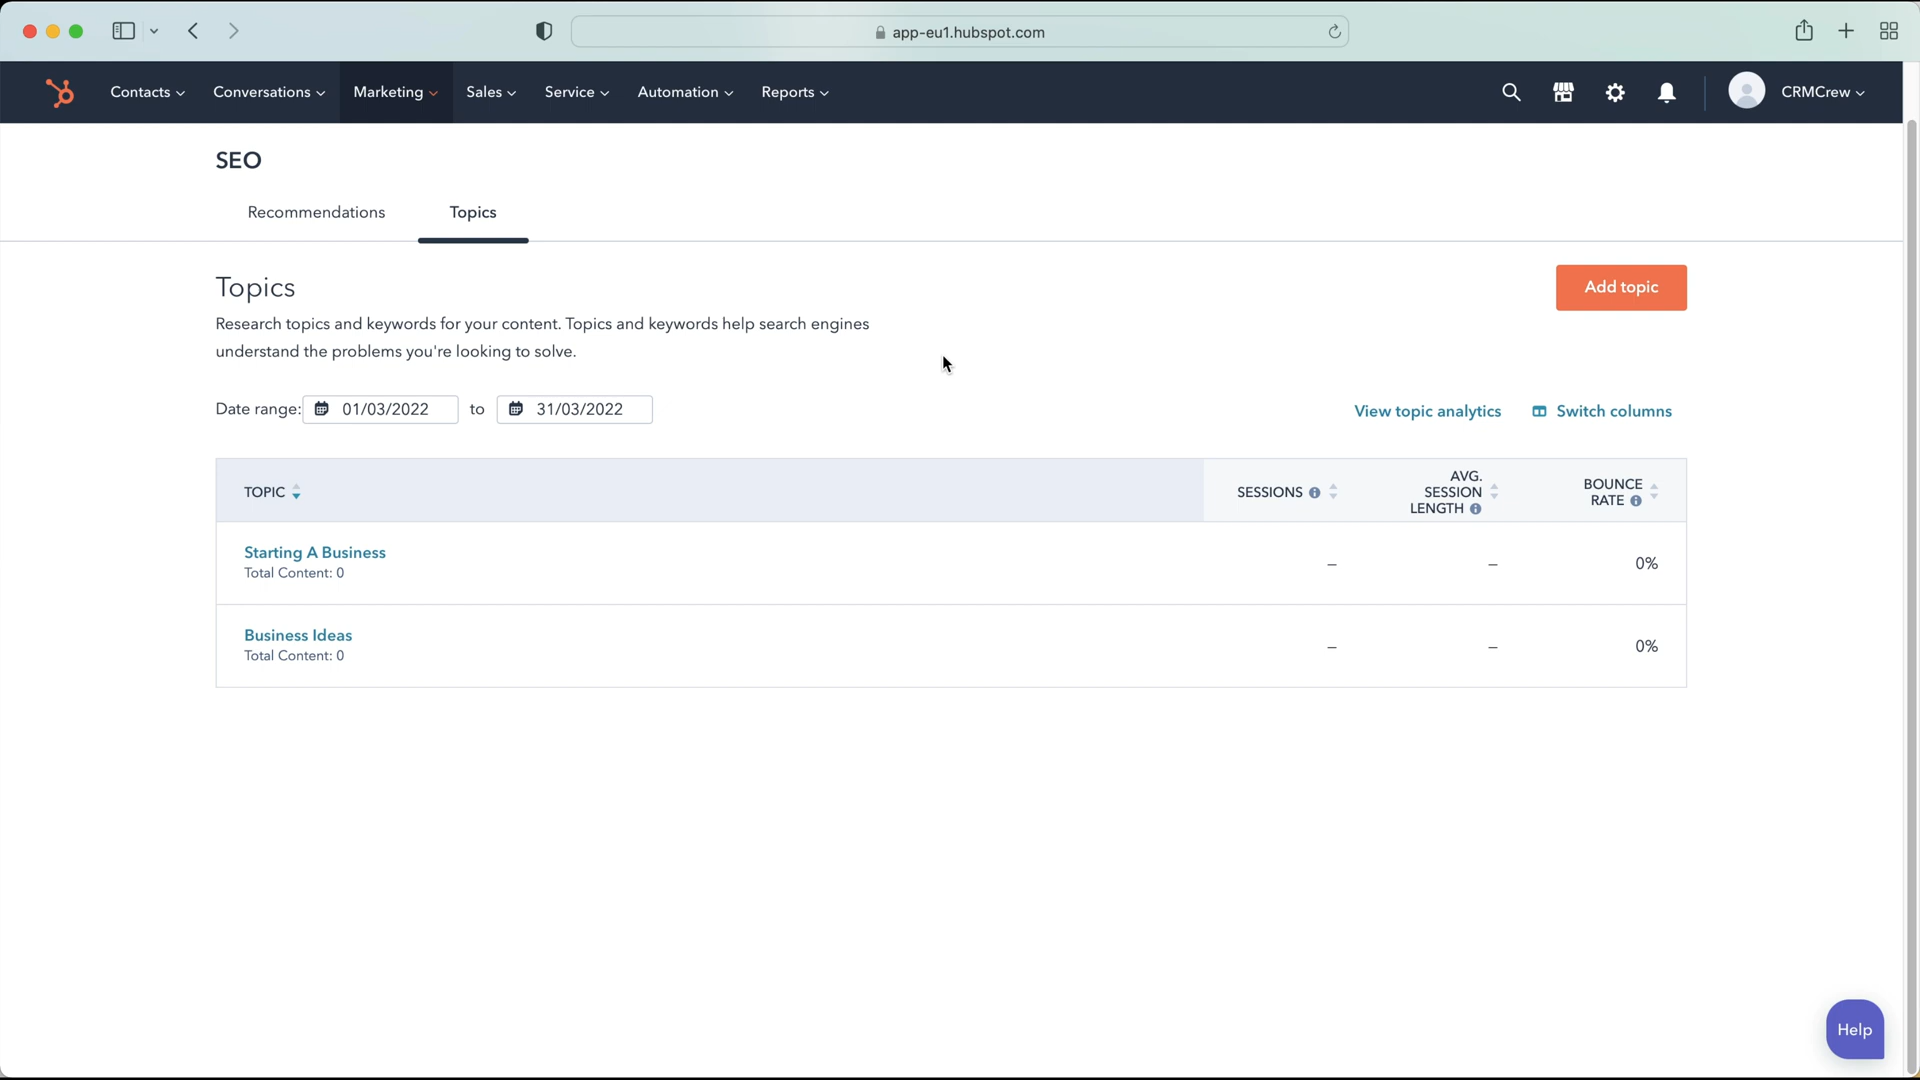 app-eu1.hubspot.com
Contacts Conversations Marketing Sales Service Automation Reports CRMCrew
SEO
Recommendations Topics
Topics
Add topic
Research topics and keywords for your content. Topics and keywords help search engines
understand the problems you're looking to solve.
Date range: 01/03/2022 to 31/03/2022
View topic analytics Switch columns
TOPIC SESSIONS AVG. SESSION LENGTH BOUNCE RATE
Starting A Business
Total Content: 0
– – 0%
Business Ideas
Total Content: 0
– – 0%
Help